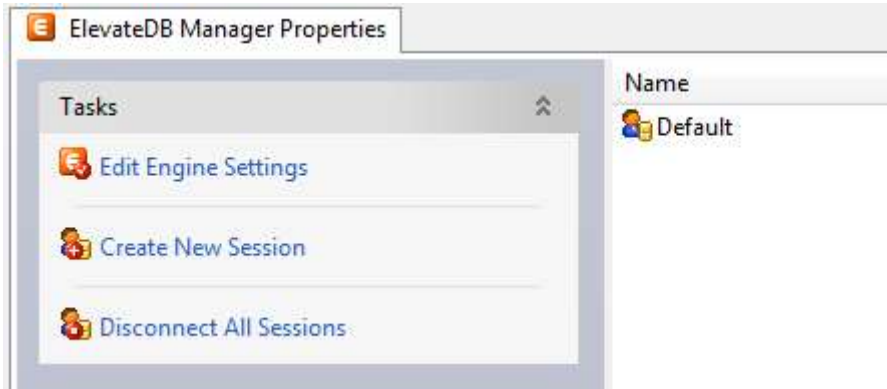 ElevateDB Manager Properties
Tasks
Edit Engine Settings
Create New Session
Disconnect All Sessions
Name
Default